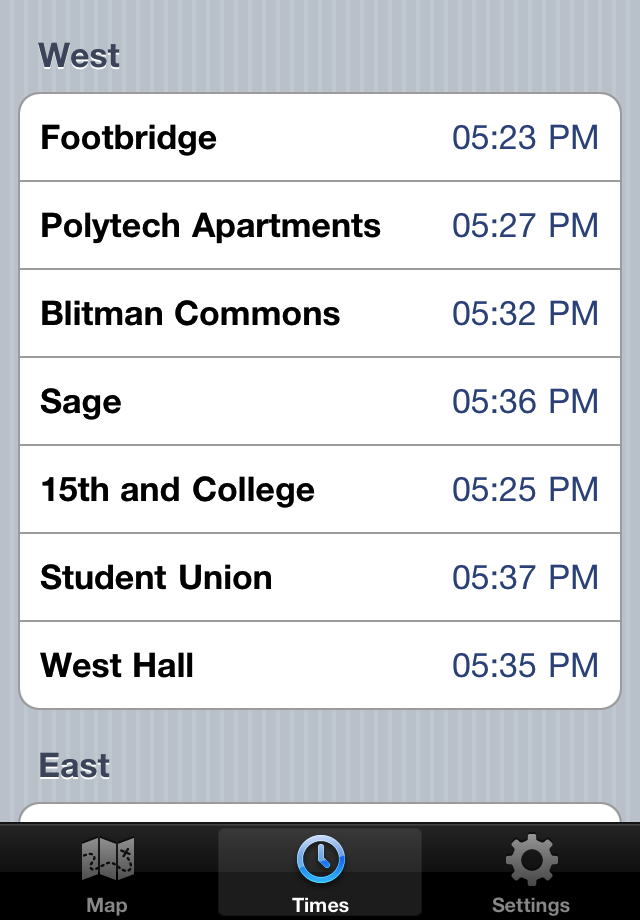 West
Footbridge 05:23 PM
Polytech Apartments 05:27 PM
Blitman Commons 05:32 PM
Sage 05:36 PM
15th and College 05:25 PM
Student Union 05:37 PM
West Hall 05:35 PM
East
Map Times Settings